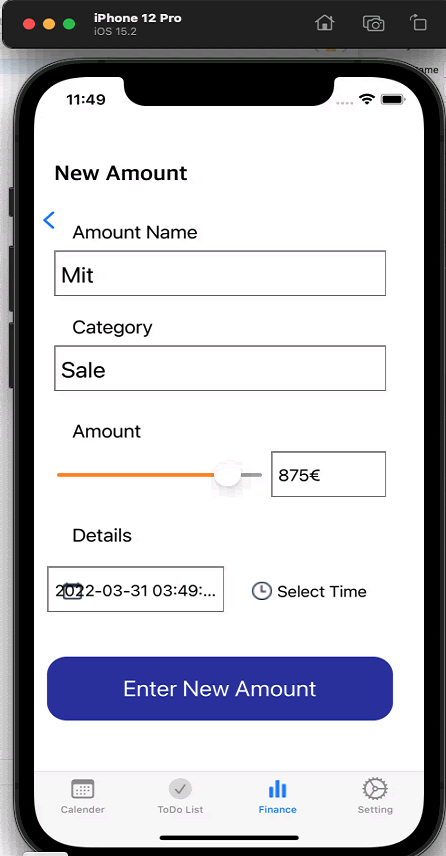 iPhone 12 Pro
iOS 15.2
11:49
New Amount
Amount Name
Mit
Category
Sale
Amount
875€
Details
2022-03-31 03:49:...
Select Time
Enter New Amount
Calender
ToDo List
Finance
Setting